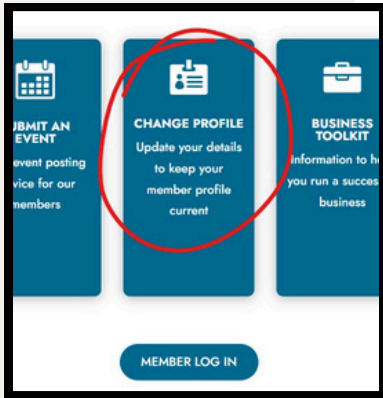 UBMIT AN
EVENT
event posting
vice for our
members
CHANGE PROFILE
Update your details
to keep your
member profile
current
BUSINESS
TOOLKIT
Information to h
you run a succes
business
MEMBER LOG IN